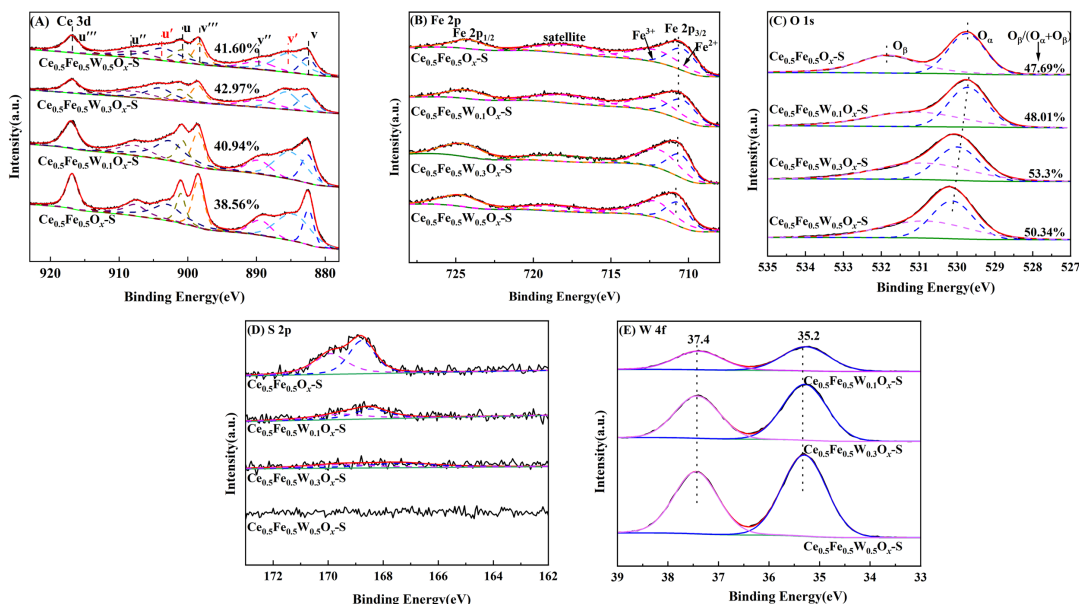 (A) Ce 3d
u'''
u''
u'
u
v'''
v''
v'
v
41.60%
Ce0.5Fe0.5W0.5Ox-S
42.97%
Ce0.5Fe0.5W0.3Ox-S
40.94%
Ce0.5Fe0.5W0.1Ox-S
38.56%
Ce0.5Fe0.5Ox-S
Intensity(a.u.)
920 910 900 890 880
Binding Energy(eV)
(B) Fe 2p
Fe 2p1/2
satellite
Fe3+
Fe 2p3/2
Fe2+
Ce0.5Fe0.5Ox-S
Ce0.5Fe0.5W0.1Ox-S
Ce0.5Fe0.5W0.3Ox-S
Ce0.5Fe0.5W0.5Ox-S
Intensity(a.u.)
725 720 715 710
Binding Energy(eV)
(C) O 1s
Oβ
Oα
Oβ/(Oα+Oβ)
Ce0.5Fe0.5Ox-S
47.69%
Ce0.5Fe0.5W0.1Ox-S
48.01%
Ce0.5Fe0.5W0.3Ox-S
53.3%
Ce0.5Fe0.5W0.5Ox-S
50.34%
Intensity(a.u.)
535 534 533 532 531 530 529 528 527
Binding Energy(eV)
(D) S 2p
Ce0.5Fe0.5Ox-S
Ce0.5Fe0.5W0.1Ox-S
Ce0.5Fe0.5W0.3Ox-S
Ce0.5Fe0.5W0.5Ox-S
Intensity(a.u.)
172 170 168 166 164 162
Binding Energy(eV)
(E) W 4f
37.4
35.2
Ce0.5Fe0.5W0.1Ox-S
Ce0.5Fe0.5W0.3Ox-S
Ce0.5Fe0.5W0.5Ox-S
Intensity(a.u.)
39 38 37 36 35 34 33
Binding Energy(eV)